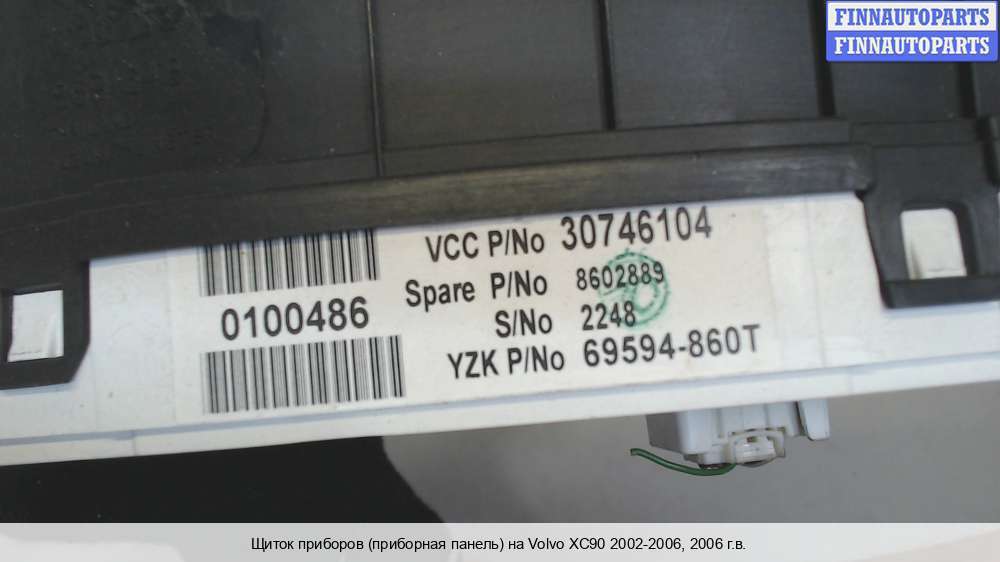 FINNAUTOPARTS
FINNAUTOPARTS
VCC P/No 30746104
Spare P/No 8602889
0100486
S/No 2248
YZK P/No 69594-860T
Щиток приборов (приборная панель) на Volvo XC90 2002-2006, 2006 г.в.